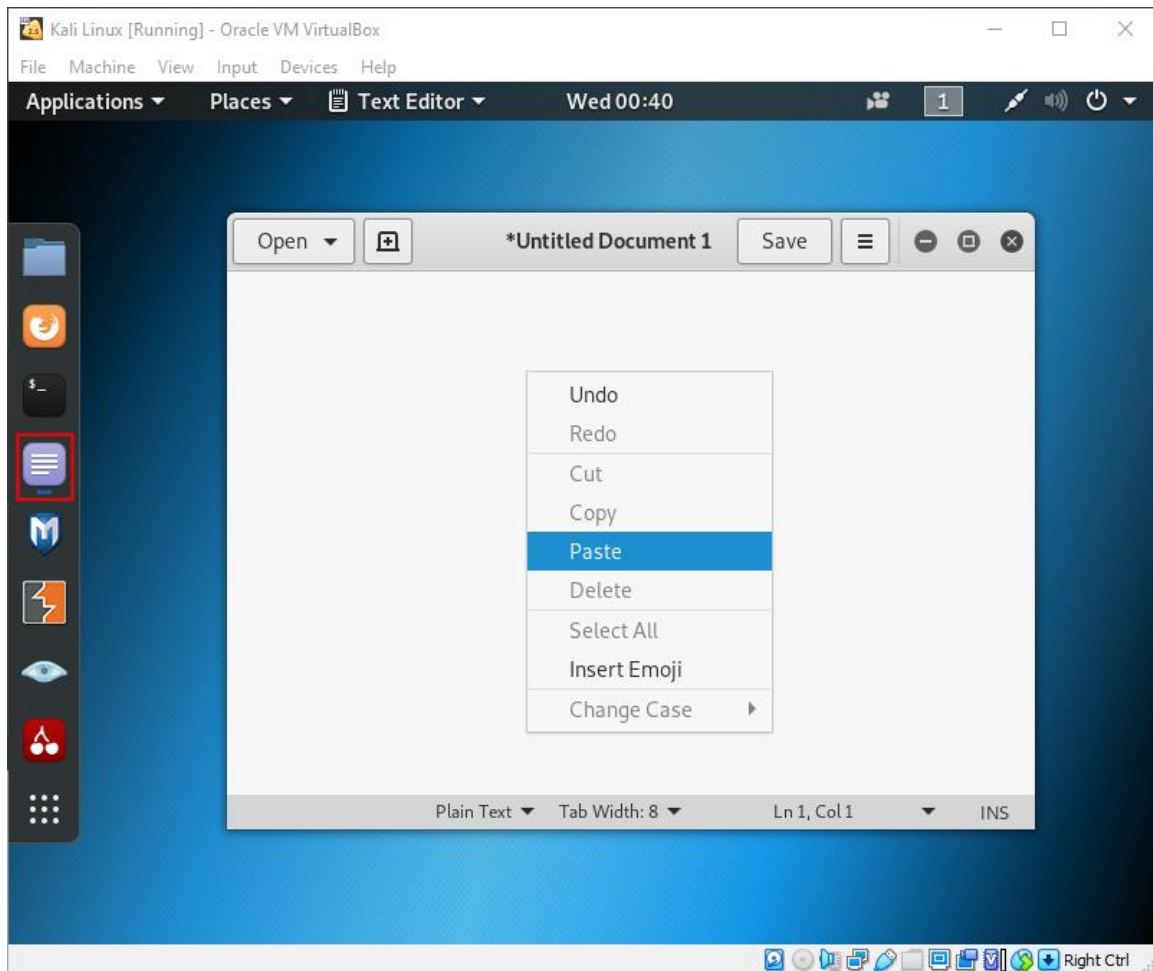 Kali Linux [Running] - Oracle VM VirtualBox
File Machine View Input Devices Help
Applications Places Text Editor Wed 00:40 1
Open *Untitled Document 1 Save
$_
Undo
Redo
Cut
Copy
Paste
Delete
Select All
Insert Emoji
Change Case
Plain Text Tab Width: 8 Ln 1, Col 1 INS
Right Ctrl